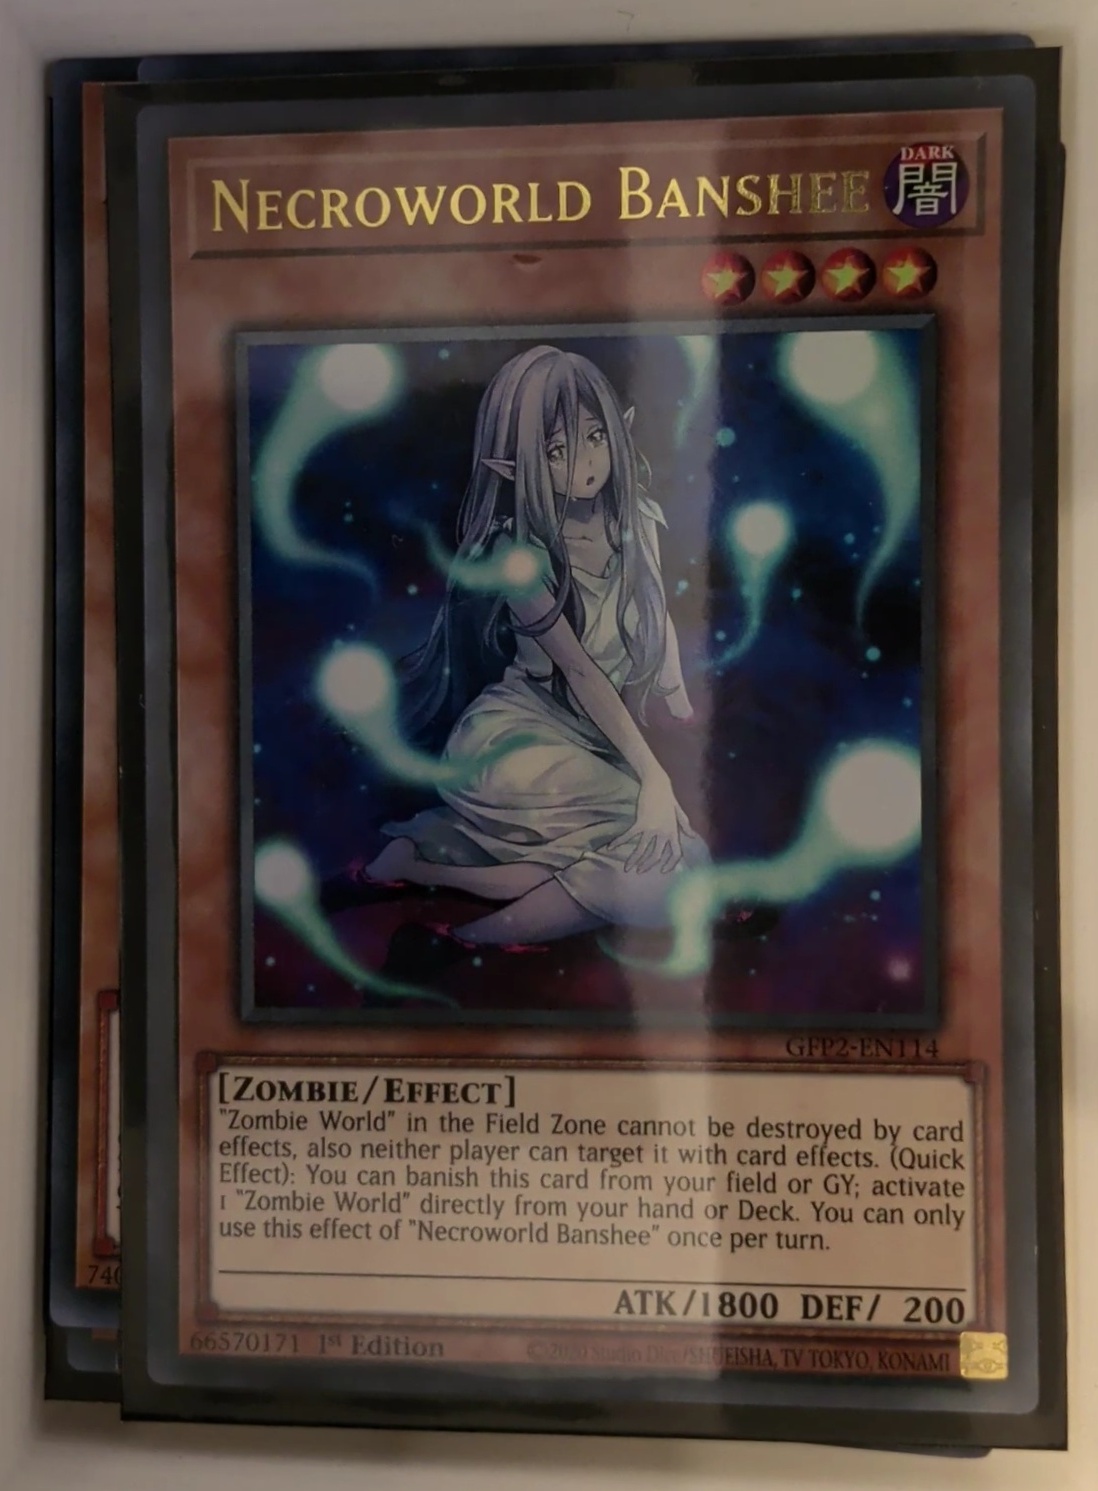 NECROWORLD BANSHEE
DARK
闇
GFP2-EN114
[ZOMBIE/EFFECT]
"Zombie World" in the Field Zone cannot be destroyed by card
effects, also neither player can target it with card effects. (Quick
Effect): You can banish this card from your field or GY; activate
1 "Zombie World" directly from your hand or Deck. You can only
use this effect of "Necroworld Banshee" once per turn.
ATK/1800 DEF/ 200
740
66570171 1st Edition
©2020 Studio Dice/SHUEISHA, TV TOKYO, KONAMI